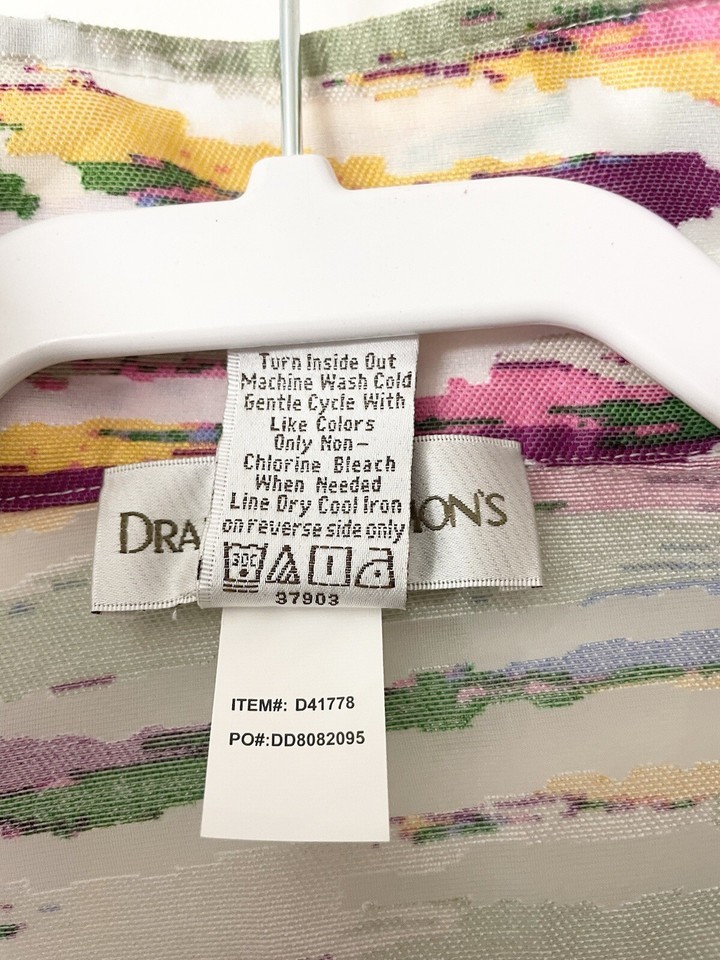 Turn Inside Out
Machine Wash Cold
Gentle Cycle With
Like Colors
Only Non-
Chlorine Bleach
When Needed
Line Dry Cool Iron
on reverse side only
30C
37903
DRA
ON'S
ITEM#: D41778
PO#:DD8082095